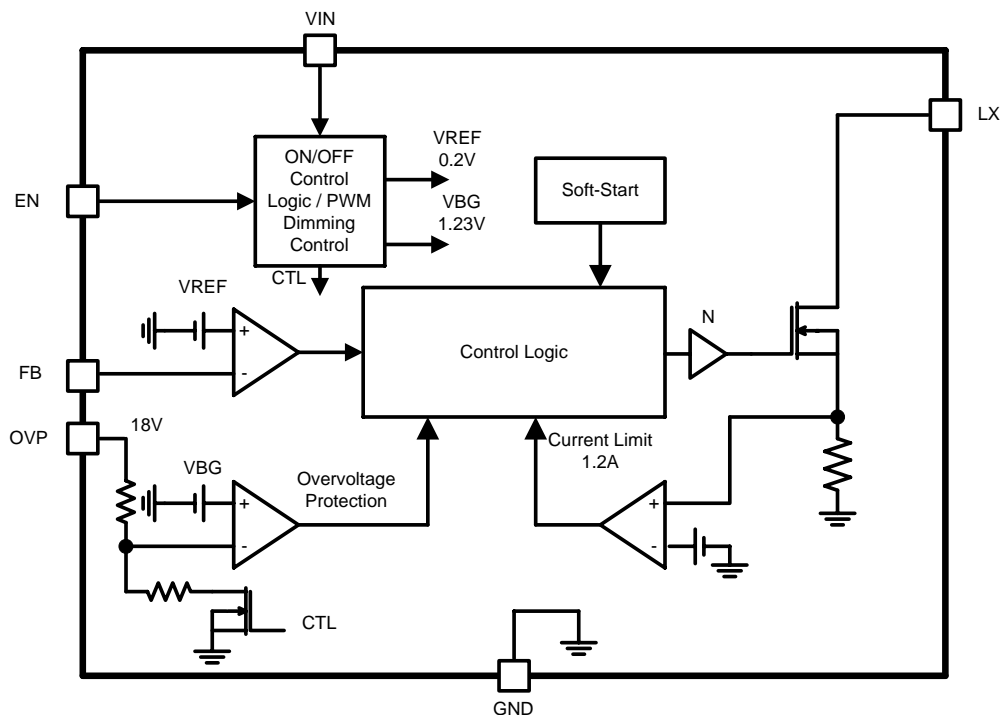 VIN
LX
EN
ON/OFF
Control
Logic / PWM
Dimming
Control
VREF
0.2V
VBG
1.23V
CTL
Soft-Start
VREF
+
-
FB
Control Logic
N
OVP
18V
VBG
+
-
Overvoltage
Protection
Current Limit
1.2A
+
-
CTL
GND